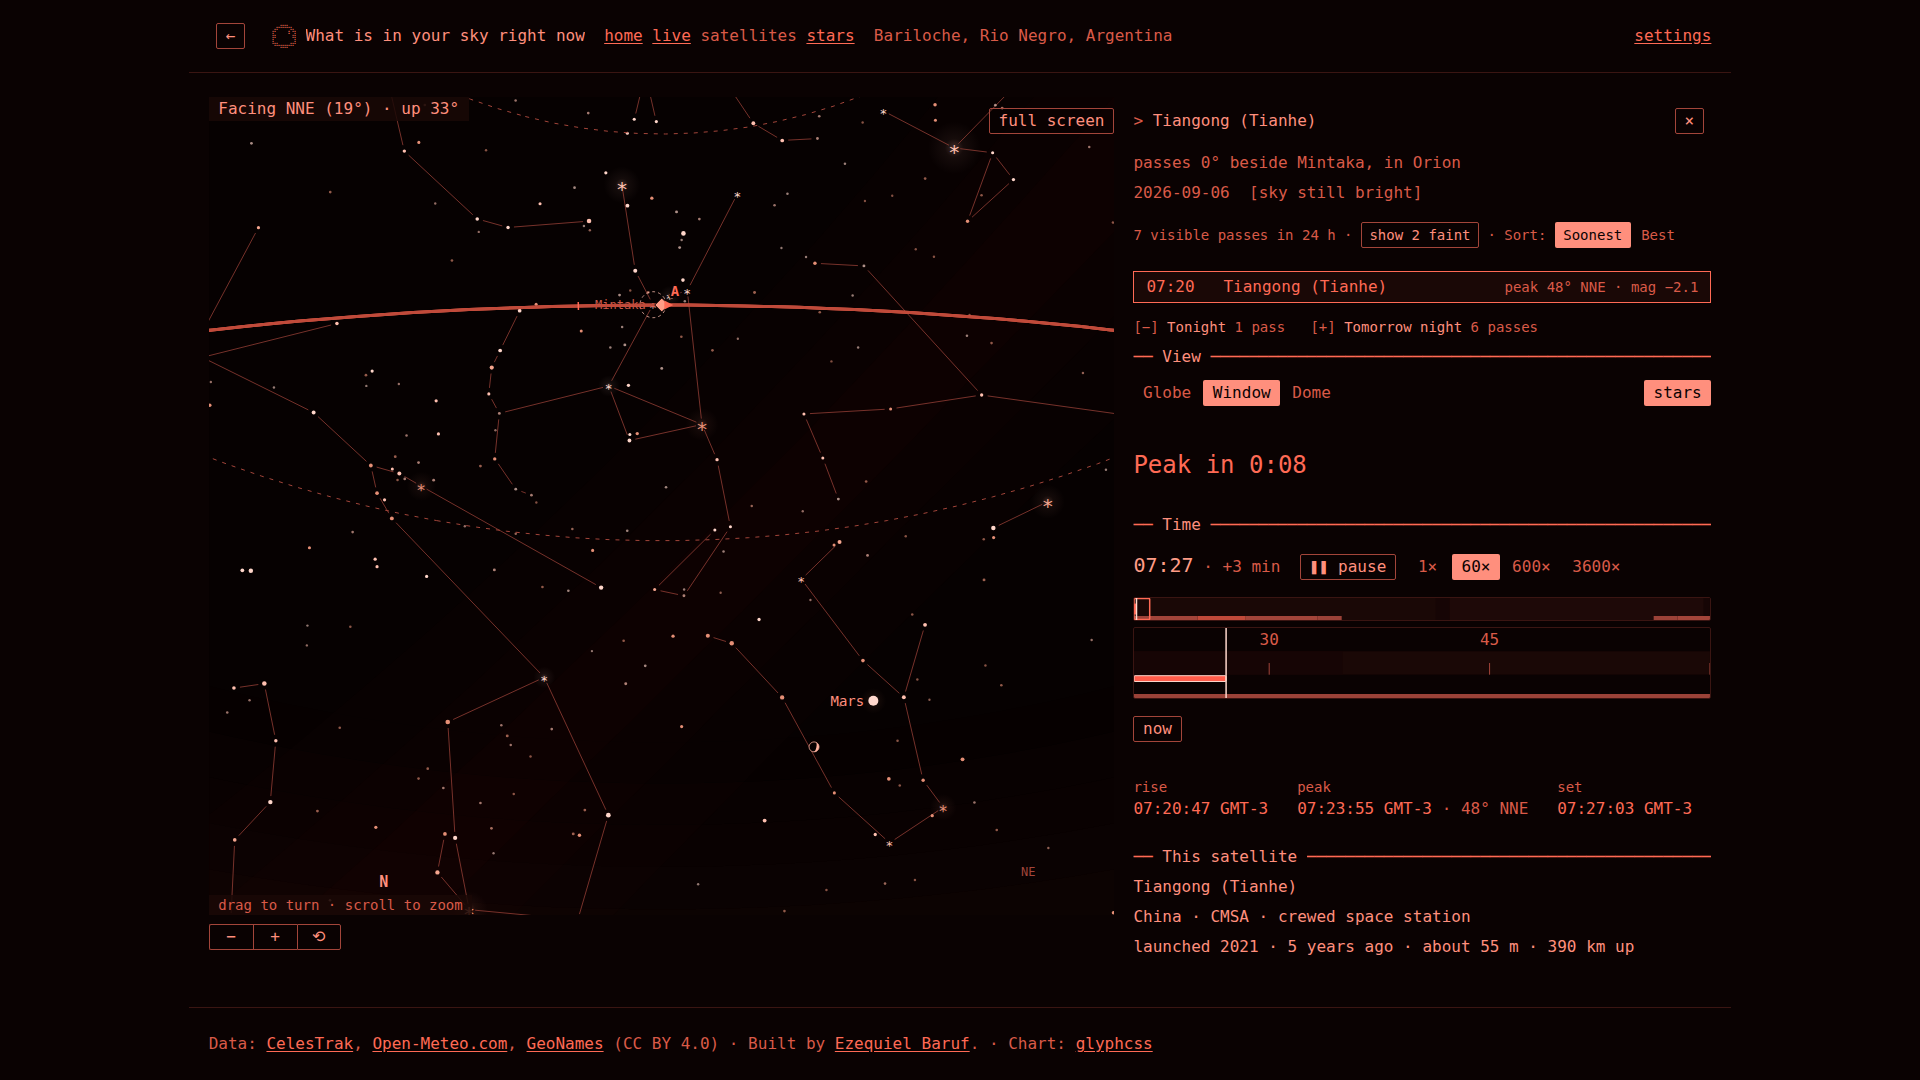 ← What is in your sky right now home live satellites stars Bariloche, Rio Negro, Argentina settings
Facing NNE (19°) · up 33°
full screen
A
Mintaka
Mars
N
NE
drag to turn · scroll to zoom
− + ⟲
> Tiangong (Tianhe) ×
passes 0° beside Mintaka, in Orion
2026-09-06 [sky still bright]
7 visible passes in 24 h · show 2 faint · Sort: Soonest Best
07:20 Tiangong (Tianhe) peak 48° NNE · mag −2.1
[−] Tonight 1 pass [+] Tomorrow night 6 passes
View
Globe Window Dome stars
Peak in 0:08
Time
07:27 · +3 min ❚❚ pause 1× 60× 600× 3600×
30 45
now
rise peak set
07:20:47 GMT-3 07:23:55 GMT-3 · 48° NNE 07:27:03 GMT-3
This satellite
Tiangong (Tianhe)
China · CMSA · crewed space station
launched 2021 · 5 years ago · about 55 m · 390 km up
Data: CelesTrak, Open-Meteo.com, GeoNames (CC BY 4.0) · Built by Ezequiel Baruf. · Chart: glyphcss